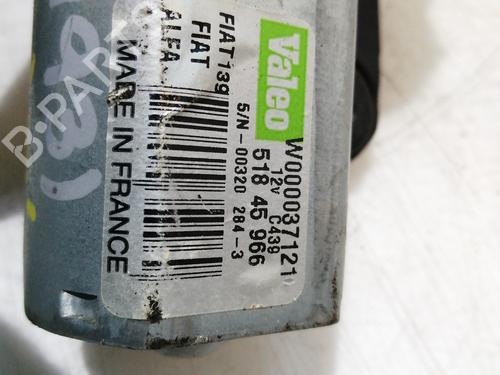 Valeo
W000037121
12V C439
518 45 966
S/N-00320 284-3
FIAT 139
FIAT
ALFA
MADE IN FRANCE
B-PARTS